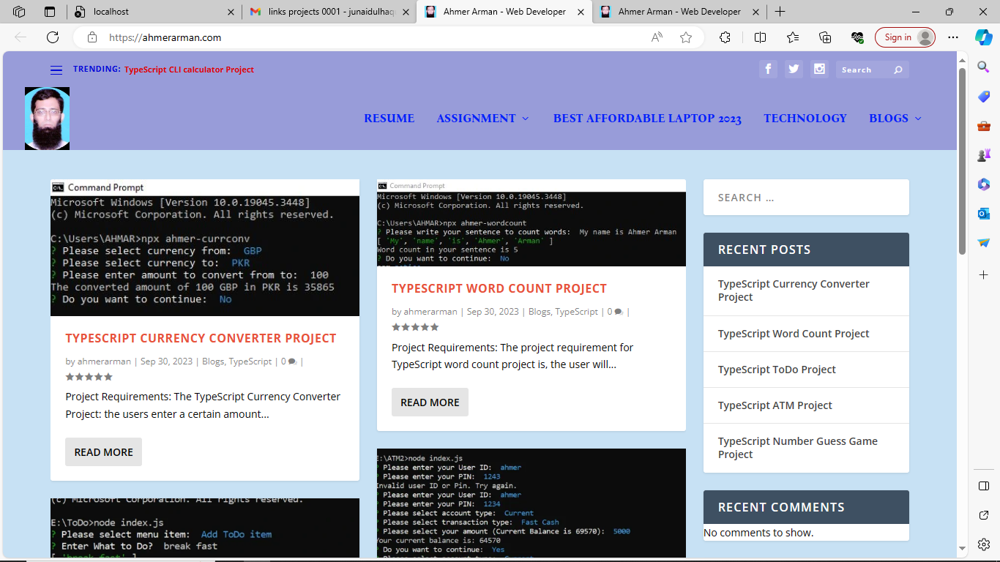 localhost
links projects 0001 - junaidulhaq
Ahmer Arman - Web Developer
Ahmer Arman - Web Developer
https://ahmerarman.com
Sign in
TRENDING: TypeScript CLI calculator Project
Search
RESUME
ASSIGNMENT
BEST AFFORDABLE LAPTOP 2023
TECHNOLOGY
BLOGS
Command Prompt
Microsoft Windows [Version 10.0.19045.3448]
(c) Microsoft Corporation. All rights reserved.
C:\Users\AHMAR>npx ahmer-currconv
? Please select currency from: GBP
? Please select currency to: PKR
? Please enter amount to convert from to: 100
The converted amount of 100 GBP in PKR is 35865
? Do you want to continue: No
TYPESCRIPT CURRENCY CONVERTER PROJECT
by ahmerarman | Sep 30, 2023 | Blogs, TypeScript | 0 |
Project Requirements: The TypeScript Currency Converter
Project: the users enter a certain amount...
READ MORE
(c) Microsoft Corporation. All rights reserved.
E:\ToDo>node index.js
? Please select menu item: Add ToDo item
? Enter What to Do? break fast
[ 'break fast' ]
Command Prompt
Microsoft Windows [Version 10.0.19045.3448]
(c) Microsoft Corporation. All rights reserved.
C:\Users\AHMAR>npx ahmer-wordcount
? Please write your sentence to count words: My name is Ahmer Arman
[ 'My', 'name', 'is', 'Ahmer', 'Arman' ]
Word count in your sentence is 5
? Do you want to continue: No
TYPESCRIPT WORD COUNT PROJECT
by ahmerarman | Sep 30, 2023 | Blogs, TypeScript | 0 |
Project Requirements: The project requirement for
TypeScript word count project is, the user will...
READ MORE
E:\ATM2>node index.js
? Please enter your User ID: ahmer
? Please enter your PIN: 1243
Invalid user ID or Pin. Try again.
? Please enter your User ID: ahmer
? Please enter your PIN: 1234
? Please select account type: Current
? Please select transaction type: Fast Cash
? Please select your amount (Current Balance is 69570): 5000
Your current balance is: 64570
? Do you want to continue: Yes
? Please select account type: Current
SEARCH …
RECENT POSTS
TypeScript Currency Converter
Project
TypeScript Word Count Project
TypeScript ToDo Project
TypeScript ATM Project
TypeScript Number Guess Game
Project
RECENT COMMENTS
No comments to show.